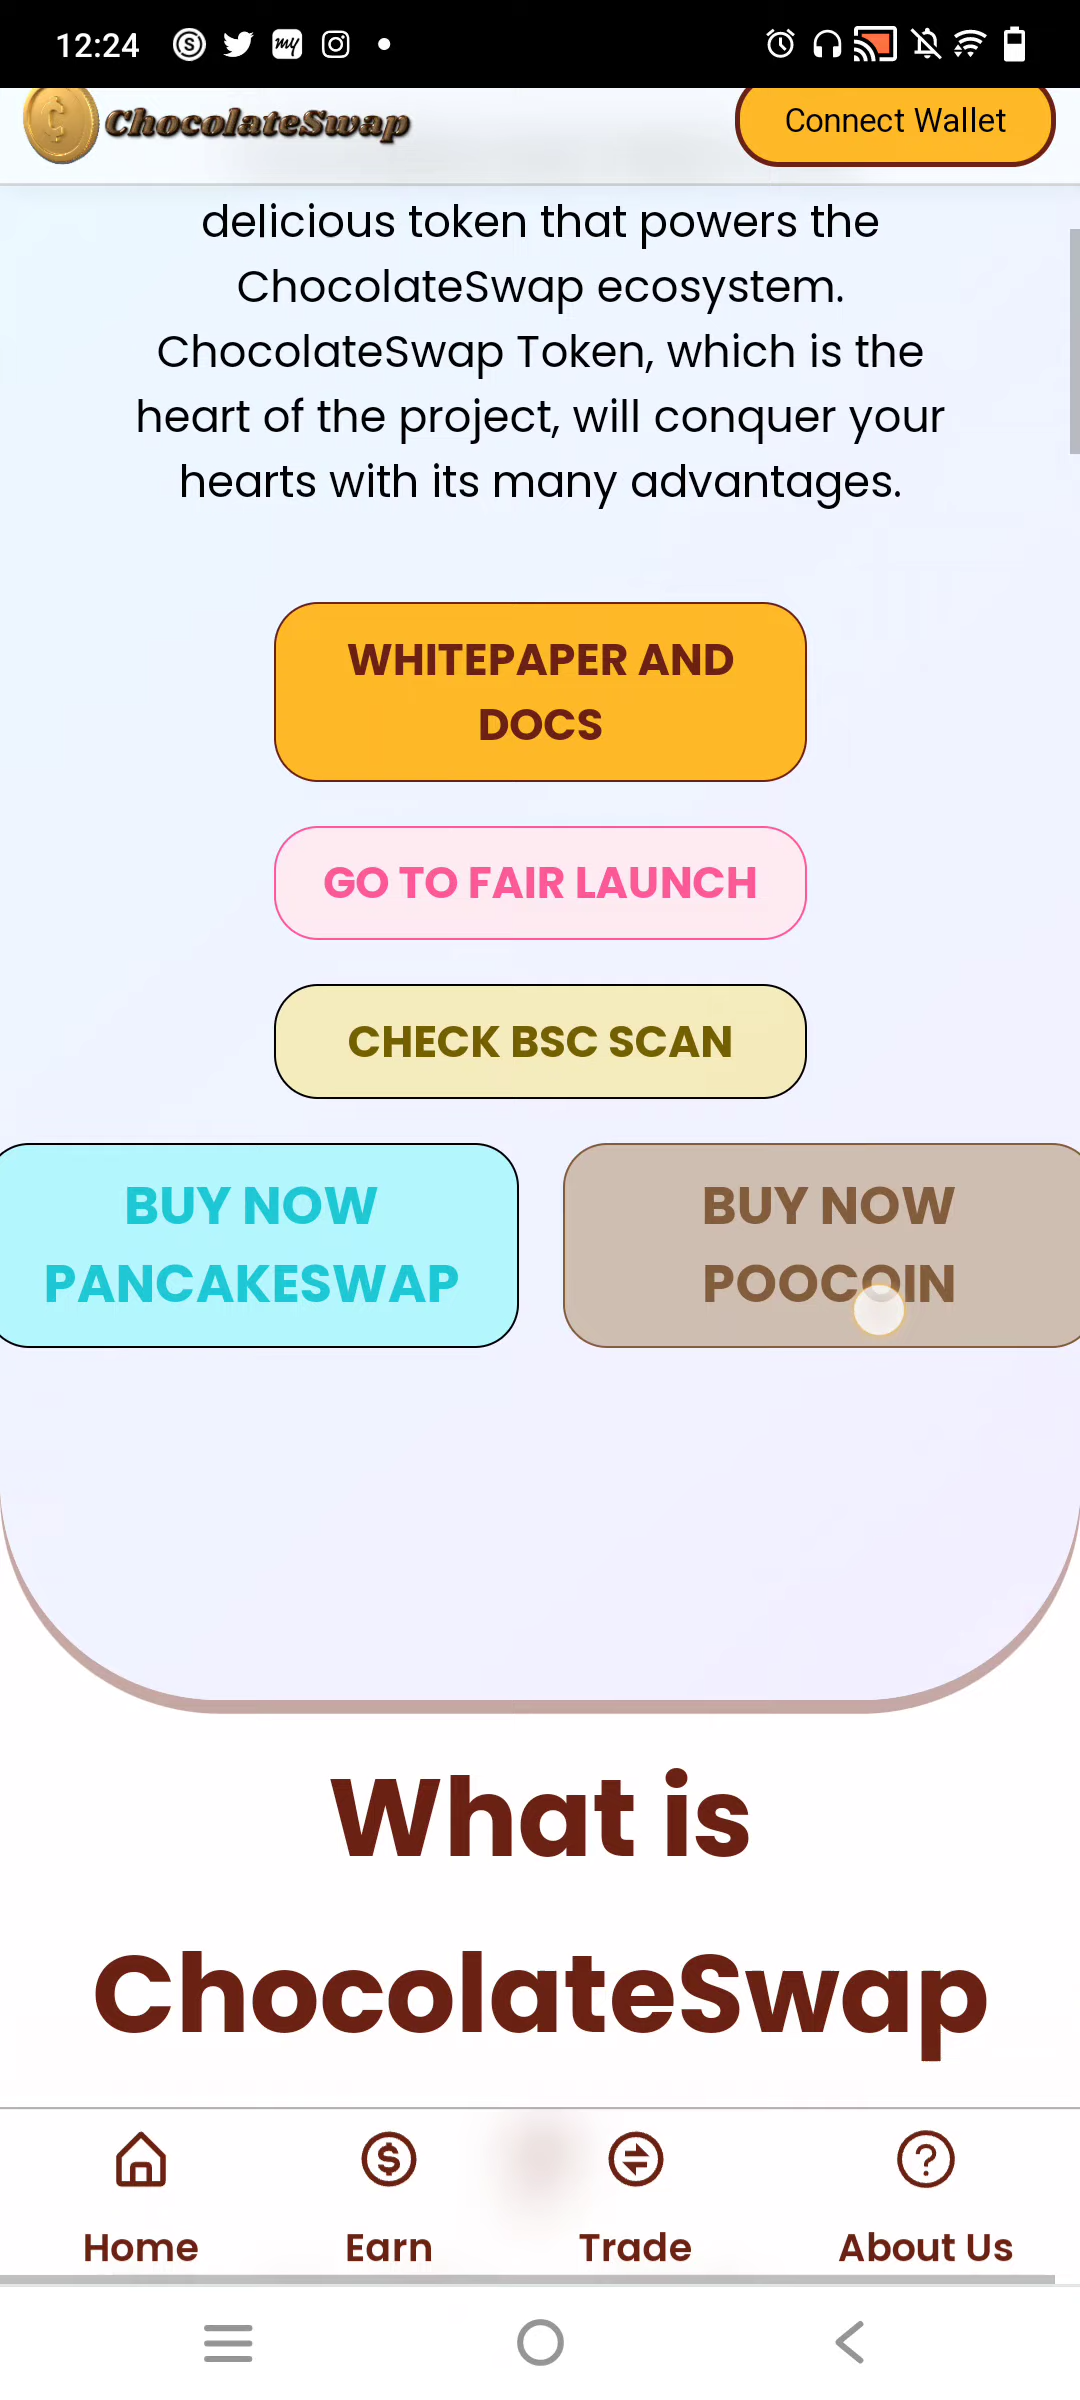 12:24
my
ChocolateSwap
Connect Wallet
delicious token that powers the
ChocolateSwap ecosystem.
ChocolateSwap Token, which is the
heart of the project, will conquer your
hearts with its many advantages.
WHITEPAPER AND
DOCS
GO TO FAIR LAUNCH
CHECK BSC SCAN
BUY NOW
PANCAKESWAP
BUY NOW
POOCOIN
What is
ChocolateSwap
Home
Earn
Trade
About Us